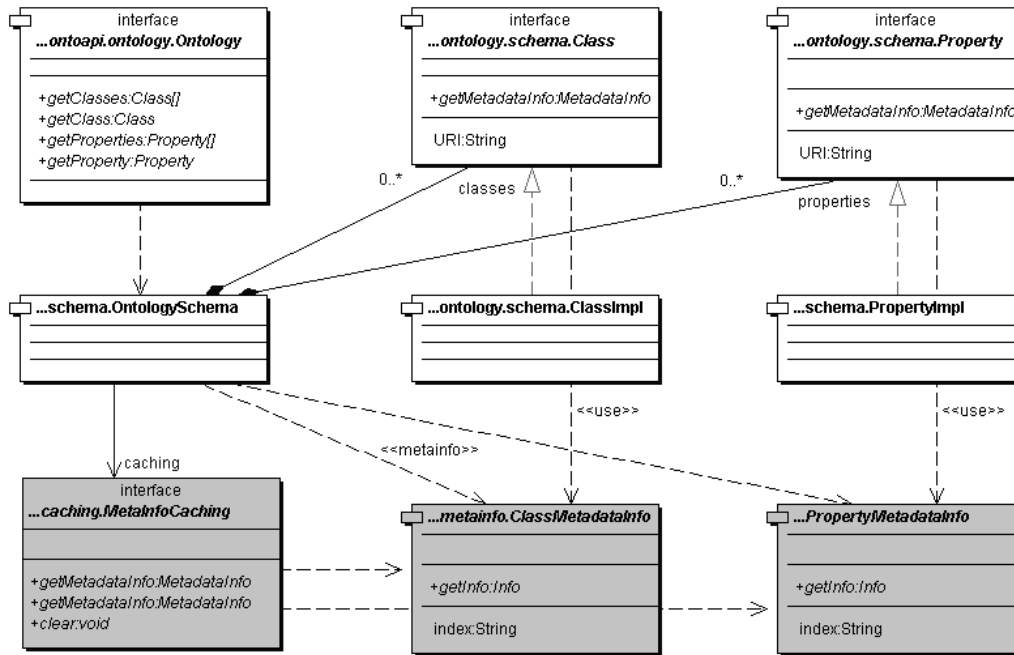 interface
...ontoapi.ontology.Ontology
+getClasses:Class[]
+getClass:Class
+getProperties:Property[]
+getProperty:Property
interface
...ontology.schema.Class
+getMetadataInfo:MetadataInfo
URI:String
interface
...ontology.schema.Property
+getMetadataInfo:MetadataInfo
URI:String
0..*
classes
0..*
properties
...schema.OntologySchema
...ontology.schema.ClassImpl
...schema.PropertyImpl
<<use>>
<<use>>
<<metainfo>>
caching
interface
...caching.MetaInfoCaching
+getMetadataInfo:MetadataInfo
+getMetadataInfo:MetadataInfo
+clear:void
...metainfo.ClassMetadataInfo
+getInfo:Info
index:String
...PropertyMetadataInfo
+getInfo:Info
index:String